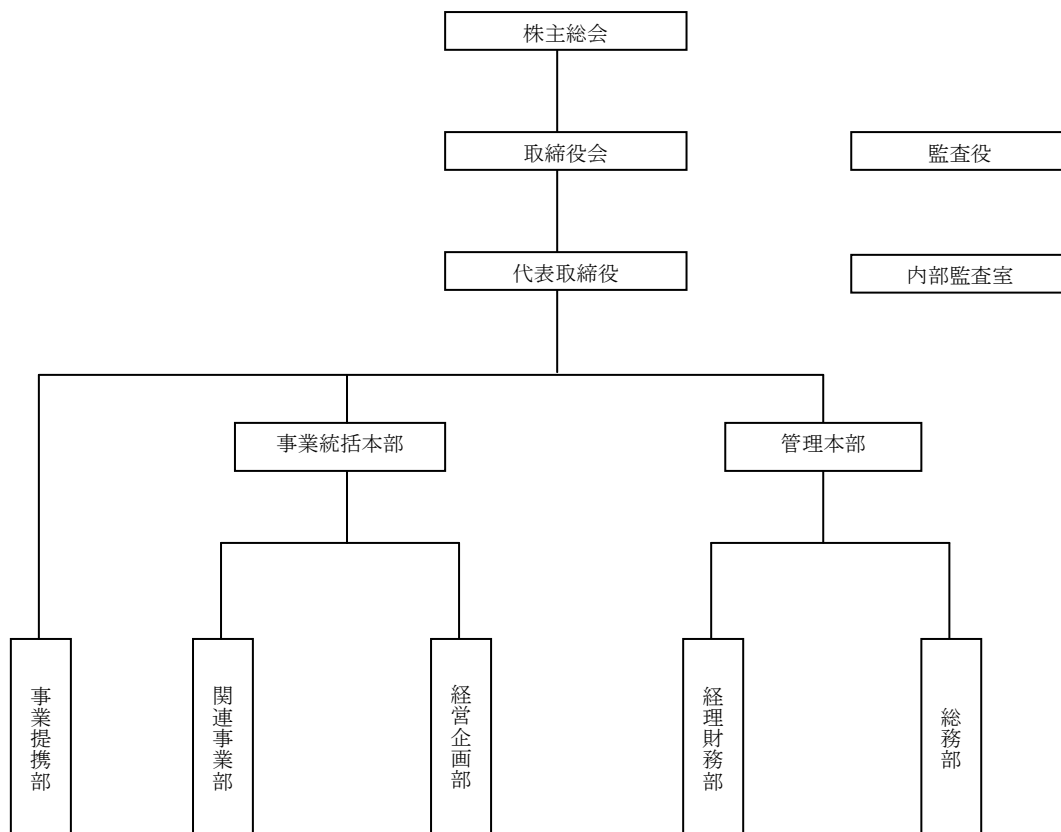 株主総会
取締役会
監査役
代表取締役
内部監査室
事業統括本部
管理本部
事業提携部
関連事業部
経営企画部
経理財務部
総務部